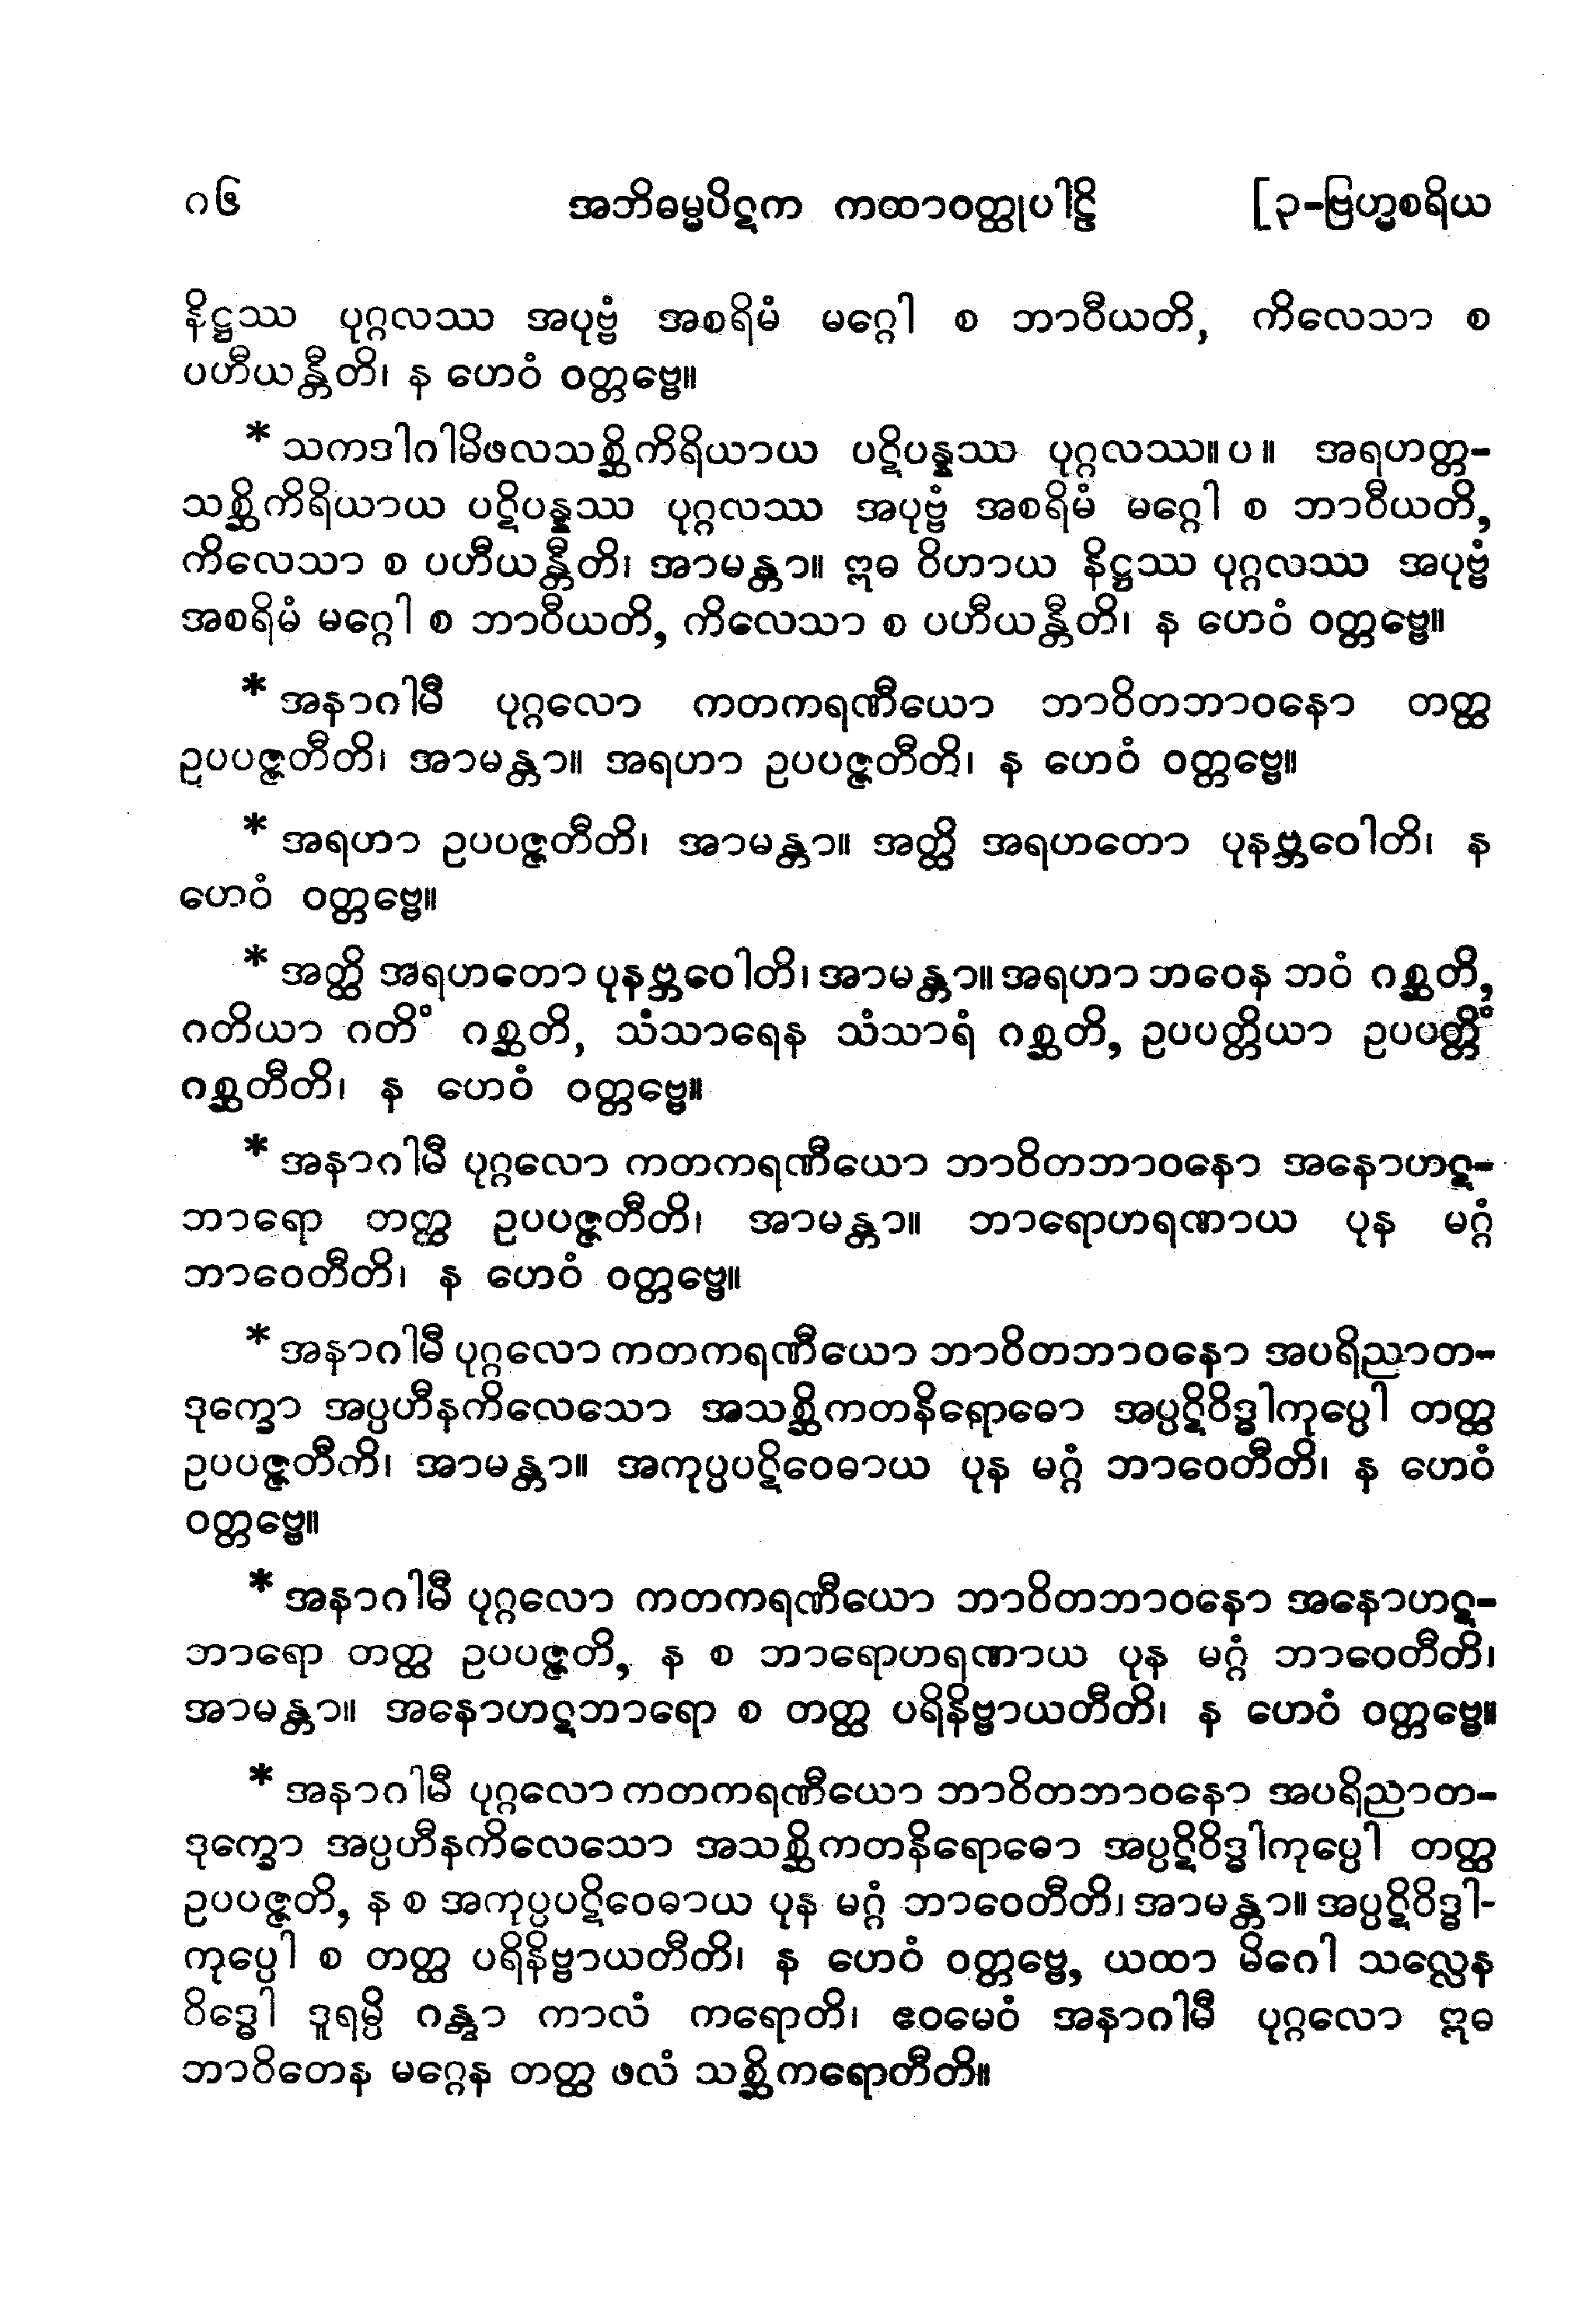 ၈၆ အဘိဓမ္မပိဋက ကထာဝတ္ထုပါဠိ [၃-ဗြဟ္မစရိယ
နိဋ္ဌဿ ပုဂ္ဂလဿ အပုဗ္ဗံ အစရိမံ မဂ္ဂေါ စ ဘာဝီယတိ, ကိလေသာ စ
ပဟီယန္တီတိ၊ န ဟေဝံ ဝတ္တဗ္ဗေ။
* သကဒါဂါမိဖလသစ္ဆိကိရိယာယ ပဋိပန္နဿ ပုဂ္ဂလဿ။ပ။ အရဟတ္တ-
သစ္ဆိကိရိယာယ ပဋိပန္နဿ ပုဂ္ဂလဿ အပုဗ္ဗံ အစရိမံ မဂ္ဂေါ စ ဘာဝီယတိ,
ကိလေသာ စ ပဟီယန္တီတိ၊ အာမန္တာ။ ဣဓ ဝိဟာယ နိဋ္ဌဿ ပုဂ္ဂလဿ အပုဗ္ဗံ
အစရိမံ မဂ္ဂေါ စ ဘာဝီယတိ, ကိလေသာ စ ပဟီယန္တီတိ၊ န ဟေဝံ ဝတ္တဗ္ဗေ။
* အနာဂါမီ ပုဂ္ဂလော ကတကရဏီယော ဘာဝိတဘာဝနော တတ္ထ
ဥပပဇ္ဇတီတိ၊ အာမန္တာ။ အရဟာ ဥပပဇ္ဇတီတိ၊ န ဟေဝံ ဝတ္တဗ္ဗေ။
* အရဟာ ဥပပဇ္ဇတီတိ၊ အာမန္တာ။ အတ္ထိ အရဟတော ပုနဗ္ဘဝေါတိ၊ န
ဟေဝံ ဝတ္တဗ္ဗေ။
* အတ္ထိ အရဟတော ပုနဗ္ဘဝေါတိ၊ အာမန္တာ။ အရဟာ ဘဝေန ဘဝံ ဂစ္ဆတိ,
ဂတိယာ ဂတိံ ဂစ္ဆတိ, သံသာရေန သံသာရံ ဂစ္ဆတိ, ဥပပတ္တိယာ ဥပပတ္တိံ
ဂစ္ဆတီတိ၊ န ဟေဝံ ဝတ္တဗ္ဗေ။
* အနာဂါမီ ပုဂ္ဂလော ကတကရဏီယော ဘာဝိတဘာဝနော အနောဟဋ-
ဘာရော တတ္ထ ဥပပဇ္ဇတီတိ၊ အာမန္တာ။ ဘာရောဟရဏာယ ပုန မဂ္ဂံ
ဘာဝေတီတိ၊ န ဟေဝံ ဝတ္တဗ္ဗေ။
* အနာဂါမီ ပုဂ္ဂလော ကတကရဏီယော ဘာဝိတဘာဝနော အပရိညာတ-
ဒုက္ခော အပ္ပဟီနကိလေသော အသစ္ဆိကတနိရောဓော အပ္ပဋိဝိဒ္ဓါကုပ္ပေါ တတ္ထ
ဥပပဇ္ဇတီတိ၊ အာမန္တာ။ အကုပ္ပပဋိဝေဓာယ ပုန မဂ္ဂံ ဘာဝေတီတိ၊ န ဟေဝံ
ဝတ္တဗ္ဗေ။
* အနာဂါမီ ပုဂ္ဂလော ကတကရဏီယော ဘာဝိတဘာဝနော အနောဟဋ-
ဘာရော တတ္ထ ဥပပဇ္ဇတိ, န စ ဘာရောဟရဏာယ ပုန မဂ္ဂံ ဘာဝေတီတိ၊
အာမန္တာ။ အနောဟဋဘာရော စ တတ္ထ ပရိနိဗ္ဗာယတီတိ၊ န ဟေဝံ ဝတ္တဗ္ဗေ။
* အနာဂါမီ ပုဂ္ဂလော ကတကရဏီယော ဘာဝိတဘာဝနော အပရိညာတ-
ဒုက္ခော အပ္ပဟီနကိလေသော အသစ္ဆိကတနိရောဓော အပ္ပဋိဝိဒ္ဓါကုပ္ပေါ တတ္ထ
ဥပပဇ္ဇတိ, န စ အကုပ္ပပဋိဝေဓာယ ပုန မဂ္ဂံ ဘာဝေတီတိ၊ အာမန္တာ။ အပ္ပဋိဝိဒ္ဓါ-
ကုပ္ပေါ စ တတ္ထ ပရိနိဗ္ဗာယတီတိ၊ န ဟေဝံ ဝတ္တဗ္ဗေ, ယထာ မိဂေါ သလ္လေန
ဝိဒ္ဓေါ ဒူရမ္ပိ ဂန္တွာ ကာလံ ကရောတိ၊ ဧဝမေဝံ အနာဂါမီ ပုဂ္ဂလော ဣဓ
ဘာဝိတေန မဂ္ဂေန တတ္ထ ဖလံ သစ္ဆိကရောတီတိ။